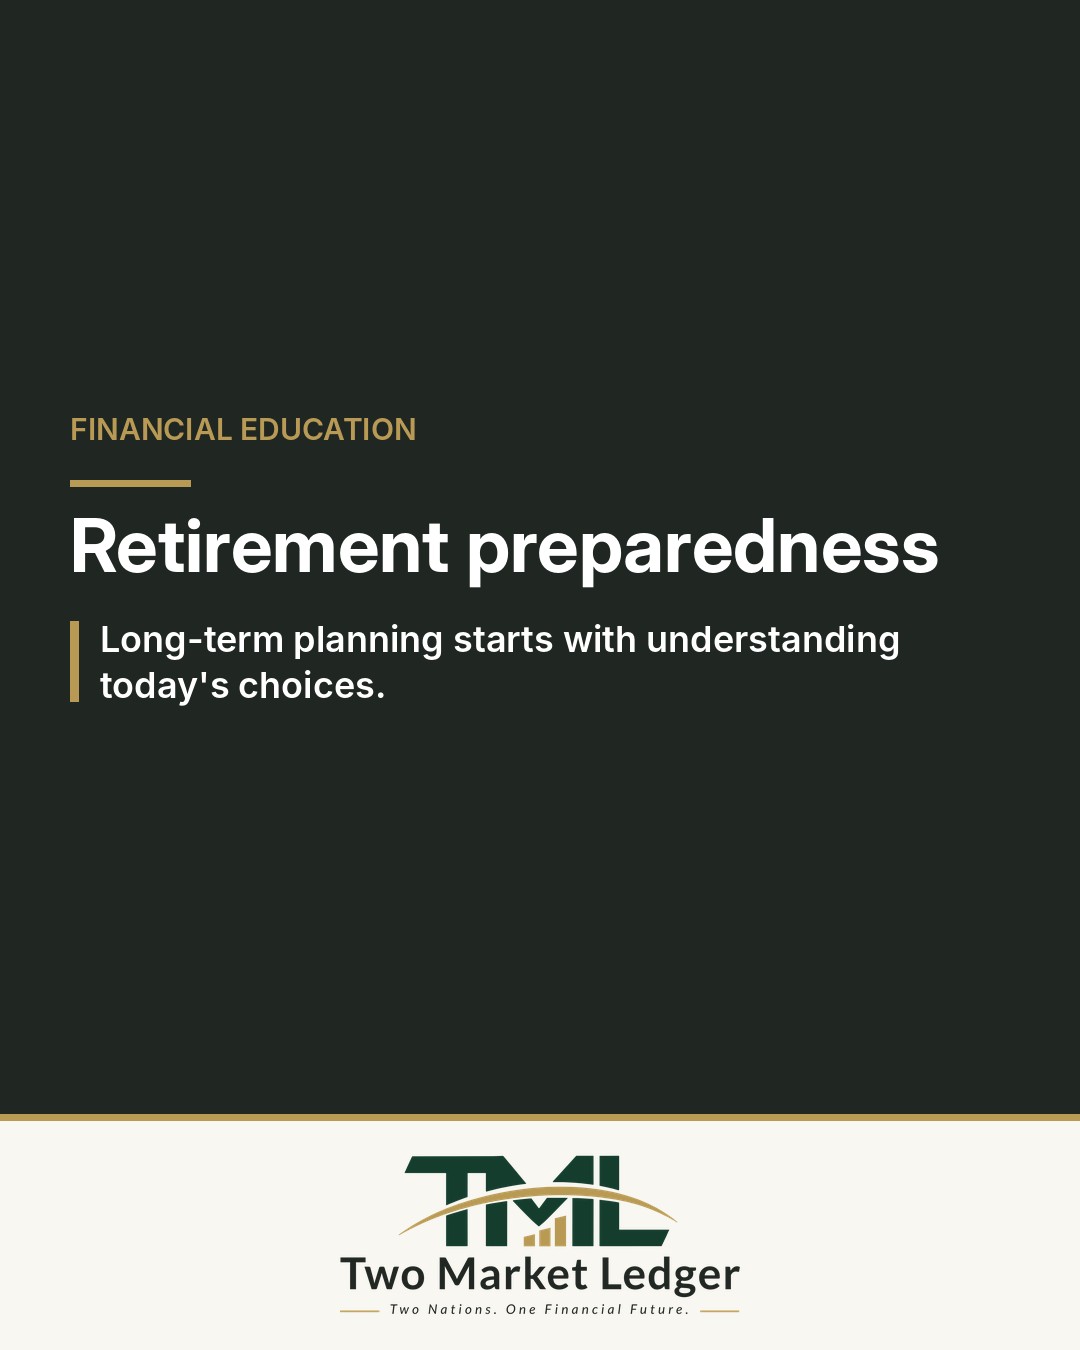 FINANCIAL EDUCATION
Retirement preparedness
Long-term planning starts with understanding
today's choices.
TML
Two Market Ledger
Two Nations. One Financial Future.